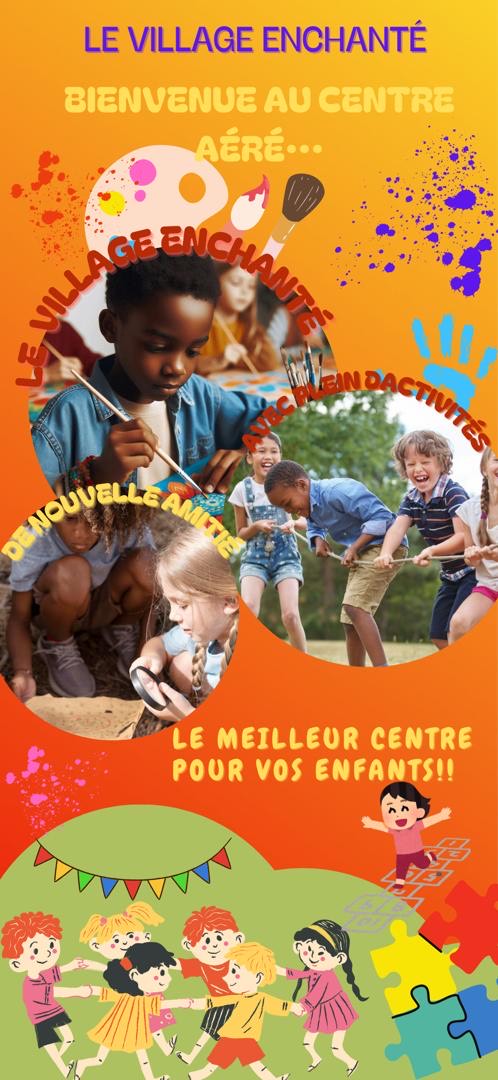 LE VILLAGE ENCHANTÉ
BIENVENUE AU CENTRE
AÉRÉ...
LE VILLAGE ENCHANTÉ
AVEC PLEIN DACTIVITÉS
DE NOUVELLE AMITIE
LE MEILLEUR CENTRE
POUR VOS ENFANTS!!